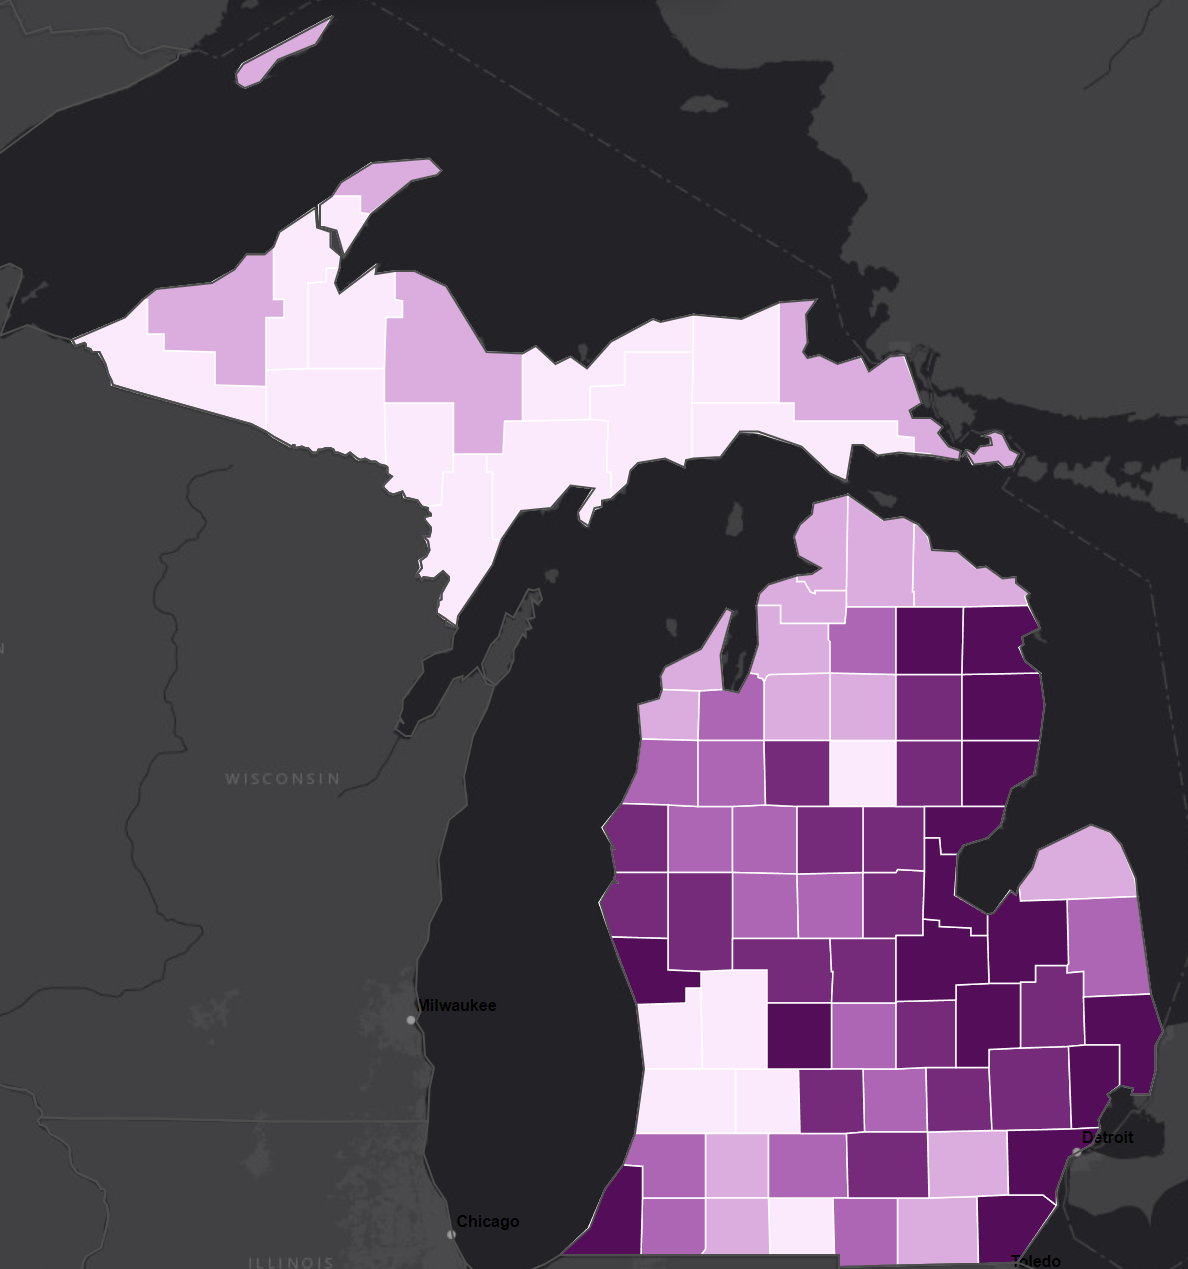 WISCONSIN
Milwaukee
Detroit
Chicago
ILLINOIS
Toledo